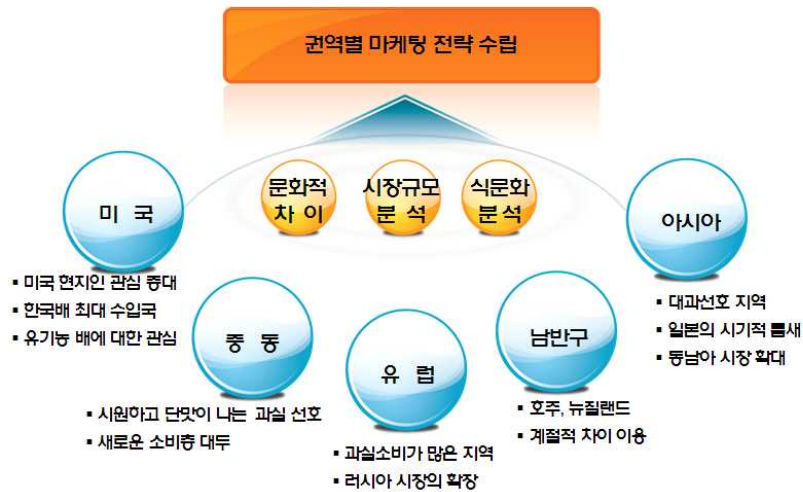 권역별 마케팅 전략 수립
문화적
차 이
시장규모
분 석
식문화
분 석
미 국
▪ 미국 현지인 관심 증대
▪ 한국배 최대 수입국
▪ 유기농 배에 대한 관심
중 동
▪ 시원하고 단맛이 나는 과실 선호
▪ 새로운 소비층 대두
유 럽
▪ 과실소비가 많은 지역
▪ 러시아 시장의 확장
남반구
▪ 호주, 뉴질랜드
▪ 계절적 차이 이용
아시아
▪ 대과선호 지역
▪ 일본의 시기적 틈새
▪ 동남아 시장 확대